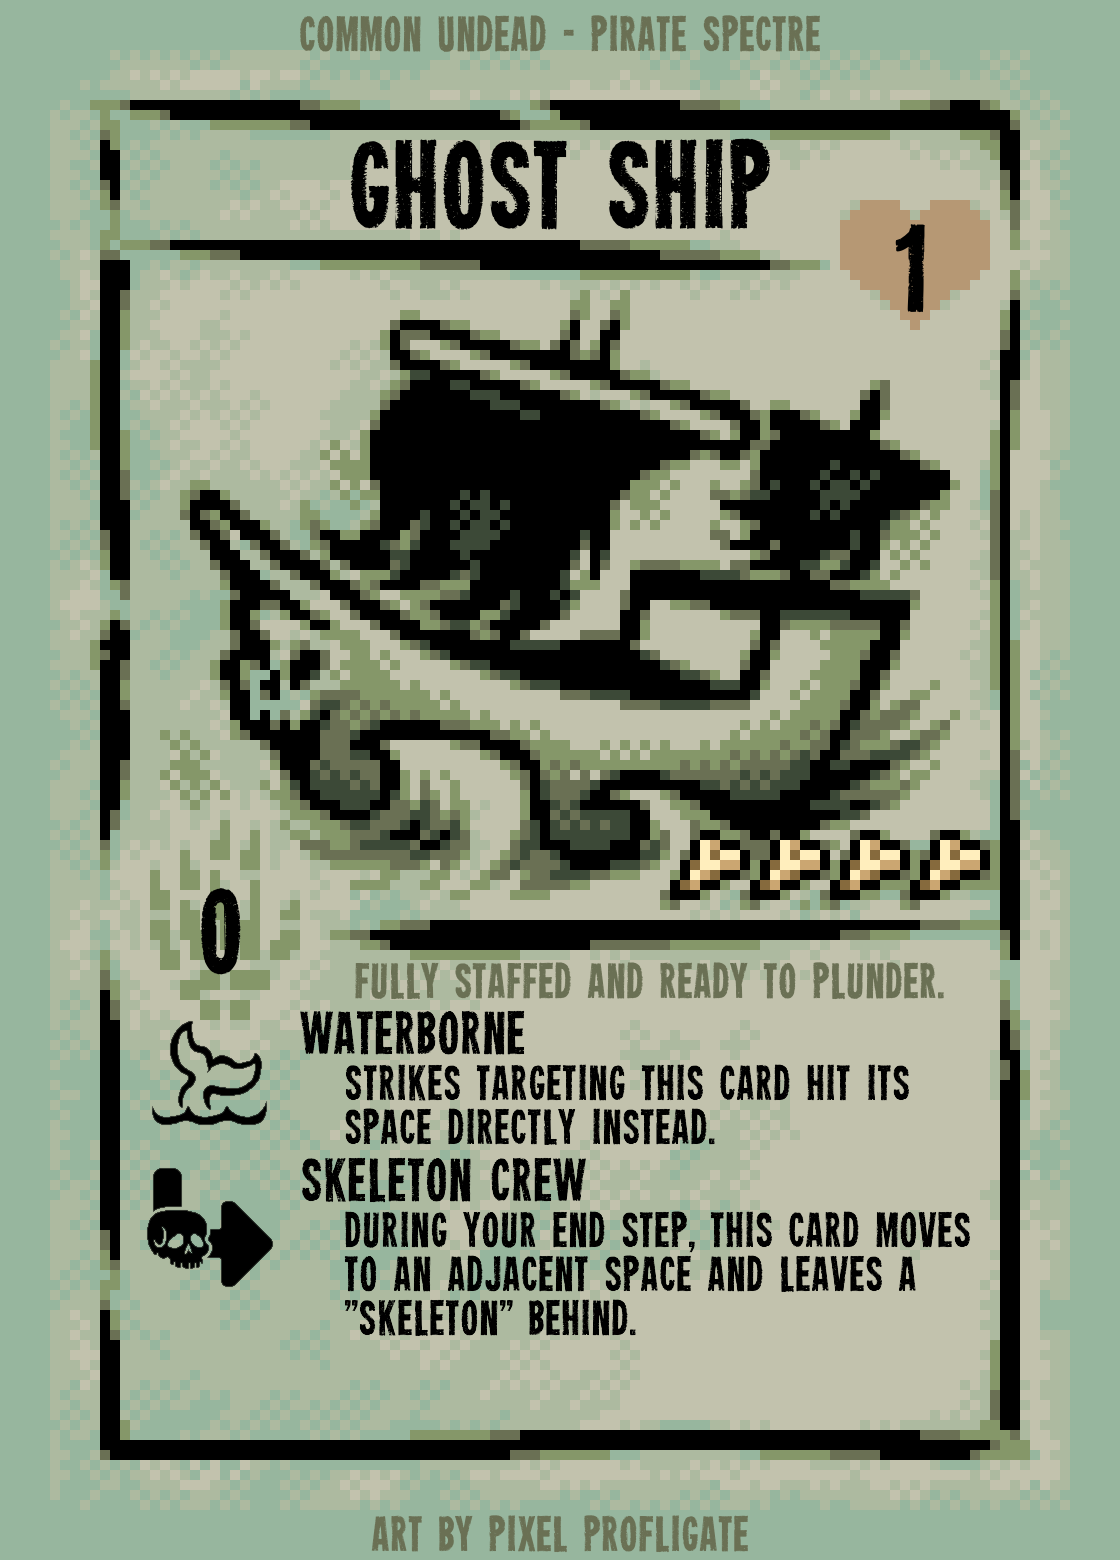 COMMON UNDEAD - PIRATE SPECTRE
GHOST SHIP
1
0
FULLY STAFFED AND READY TO PLUNDER.
WATERBORNE
STRIKES TARGETING THIS CARD HIT ITS
SPACE DIRECTLY INSTEAD.
SKELETON CREW
DURING YOUR END STEP, THIS CARD MOVES
TO AN ADJACENT SPACE AND LEAVES A
"SKELETON" BEHIND.
ART BY PIXEL PROFLIGATE